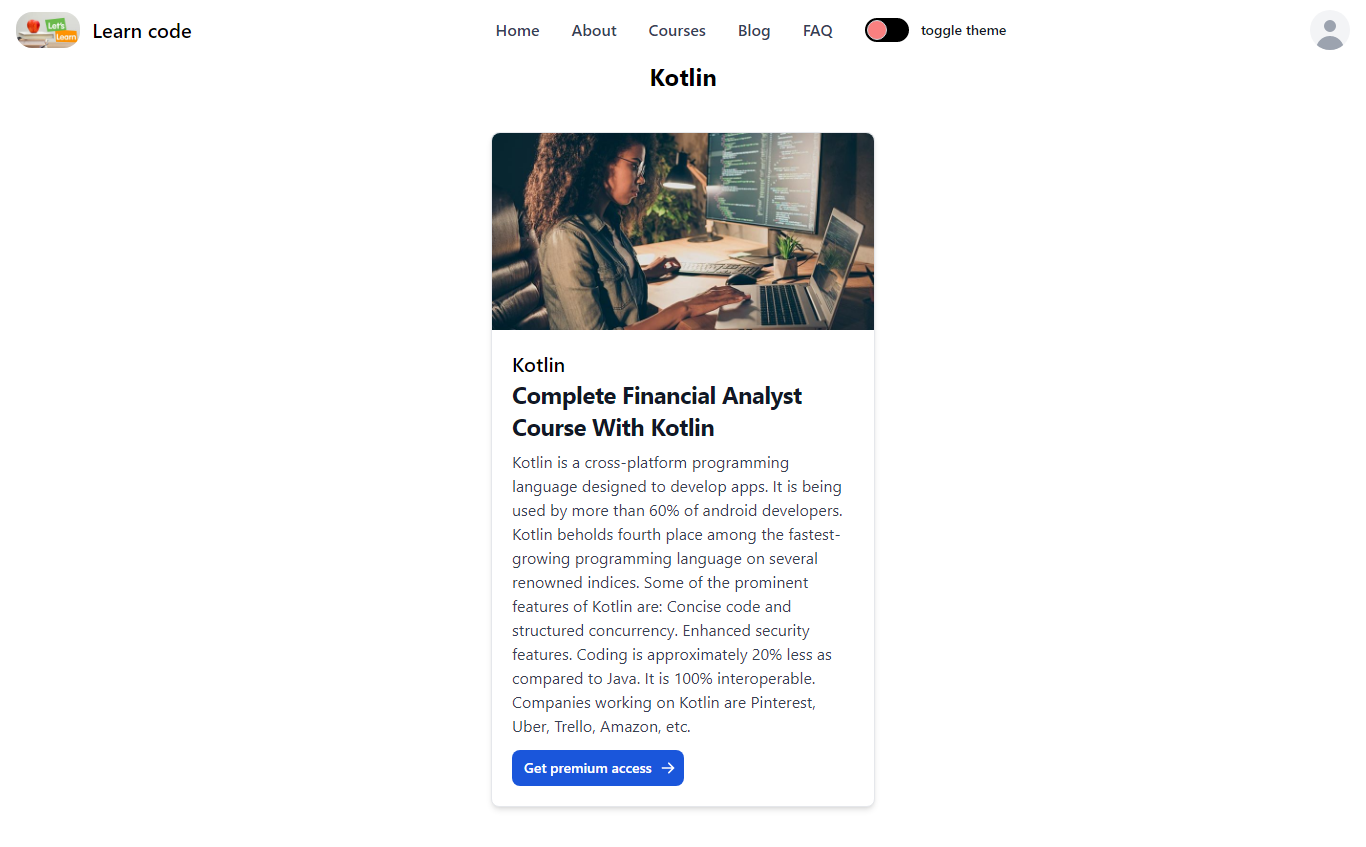 Let's
Learn
Learn code
Home
About
Courses
Blog
FAQ
toggle theme
Kotlin
Kotlin
Complete Financial Analyst
Course With Kotlin
Kotlin is a cross-platform programming
language designed to develop apps. It is being
used by more than 60% of android developers.
Kotlin beholds fourth place among the fastest-
growing programming language on several
renowned indices. Some of the prominent
features of Kotlin are: Concise code and
structured concurrency. Enhanced security
features. Coding is approximately 20% less as
compared to Java. It is 100% interoperable.
Companies working on Kotlin are Pinterest,
Uber, Trello, Amazon, etc.
Get premium access